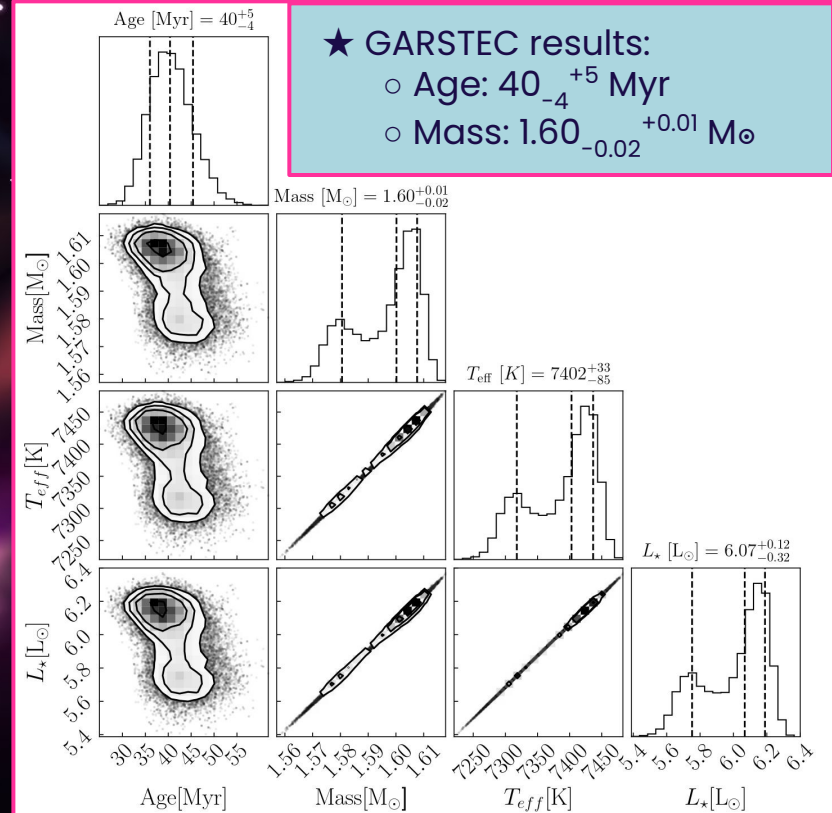 Age [Myr] = 40+5−4
★ GARSTEC results:
○ Age: 40-4+5 Myr
○ Mass: 1.60-0.02+0.01 M⊙
Mass [M⊙] = 1.60+0.01−0.02
Mass[M⊙]
1.61
1.60
1.59
1.58
1.57
1.56
Teff [K] = 7402+33−85
Teff[K]
7450
7400
7350
7300
7250
L⋆ [L⊙] = 6.07+0.12−0.32
L⋆[L⊙]
6.4
6.2
6.0
5.8
5.6
5.4
30 35 40 45 50 55
1.56 1.57 1.58 1.59 1.60 1.61
7250 7300 7350 7400 7450
5.4 5.6 5.8 6.0 6.2 6.4
Age[Myr] Mass[M⊙] Teff[K] L⋆[L⊙]